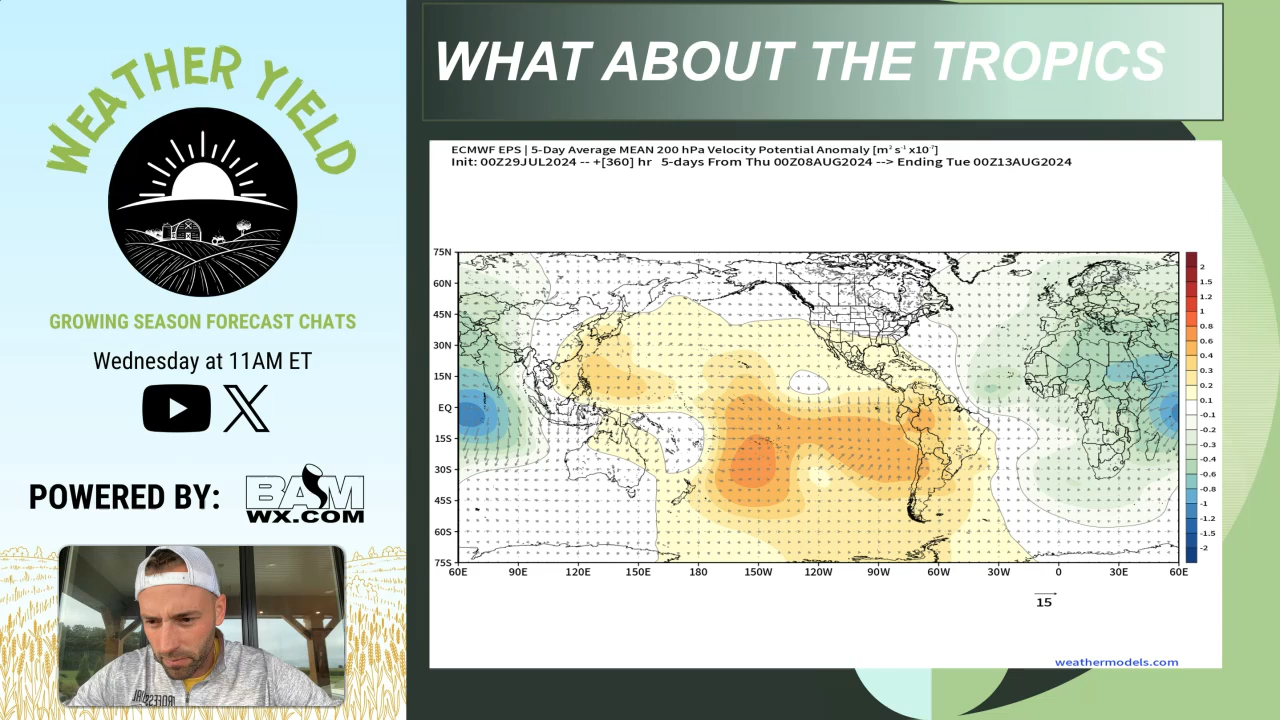 WEATHER YIELD
GROWING SEASON FORECAST CHATS
Wednesday at 11AM ET
POWERED BY:
BAM
WX.COM
WHAT ABOUT THE TROPICS
ECMWF EPS | 5-Day Average MEAN 200 hPa Velocity Potential Anomaly [m² s⁻¹ x10⁻⁷]
Init: 00Z29JUL2024 -- +[360] hr 5-days From Thu 00Z08AUG2024 --> Ending Tue 00Z13AUG2024
75N
60N
45N
30N
15N
EQ
15S
30S
45S
60S
75S
60E 90E 120E 150E 180 150W 120W 90W 60W 30W 0 30E 60E
2
1.5
1.2
1
0.8
0.6
0.4
0.3
0.2
0.1
-0.1
-0.2
-0.3
-0.4
-0.6
-0.8
-1
-1.2
-1.5
-2
15
weathermodels.com